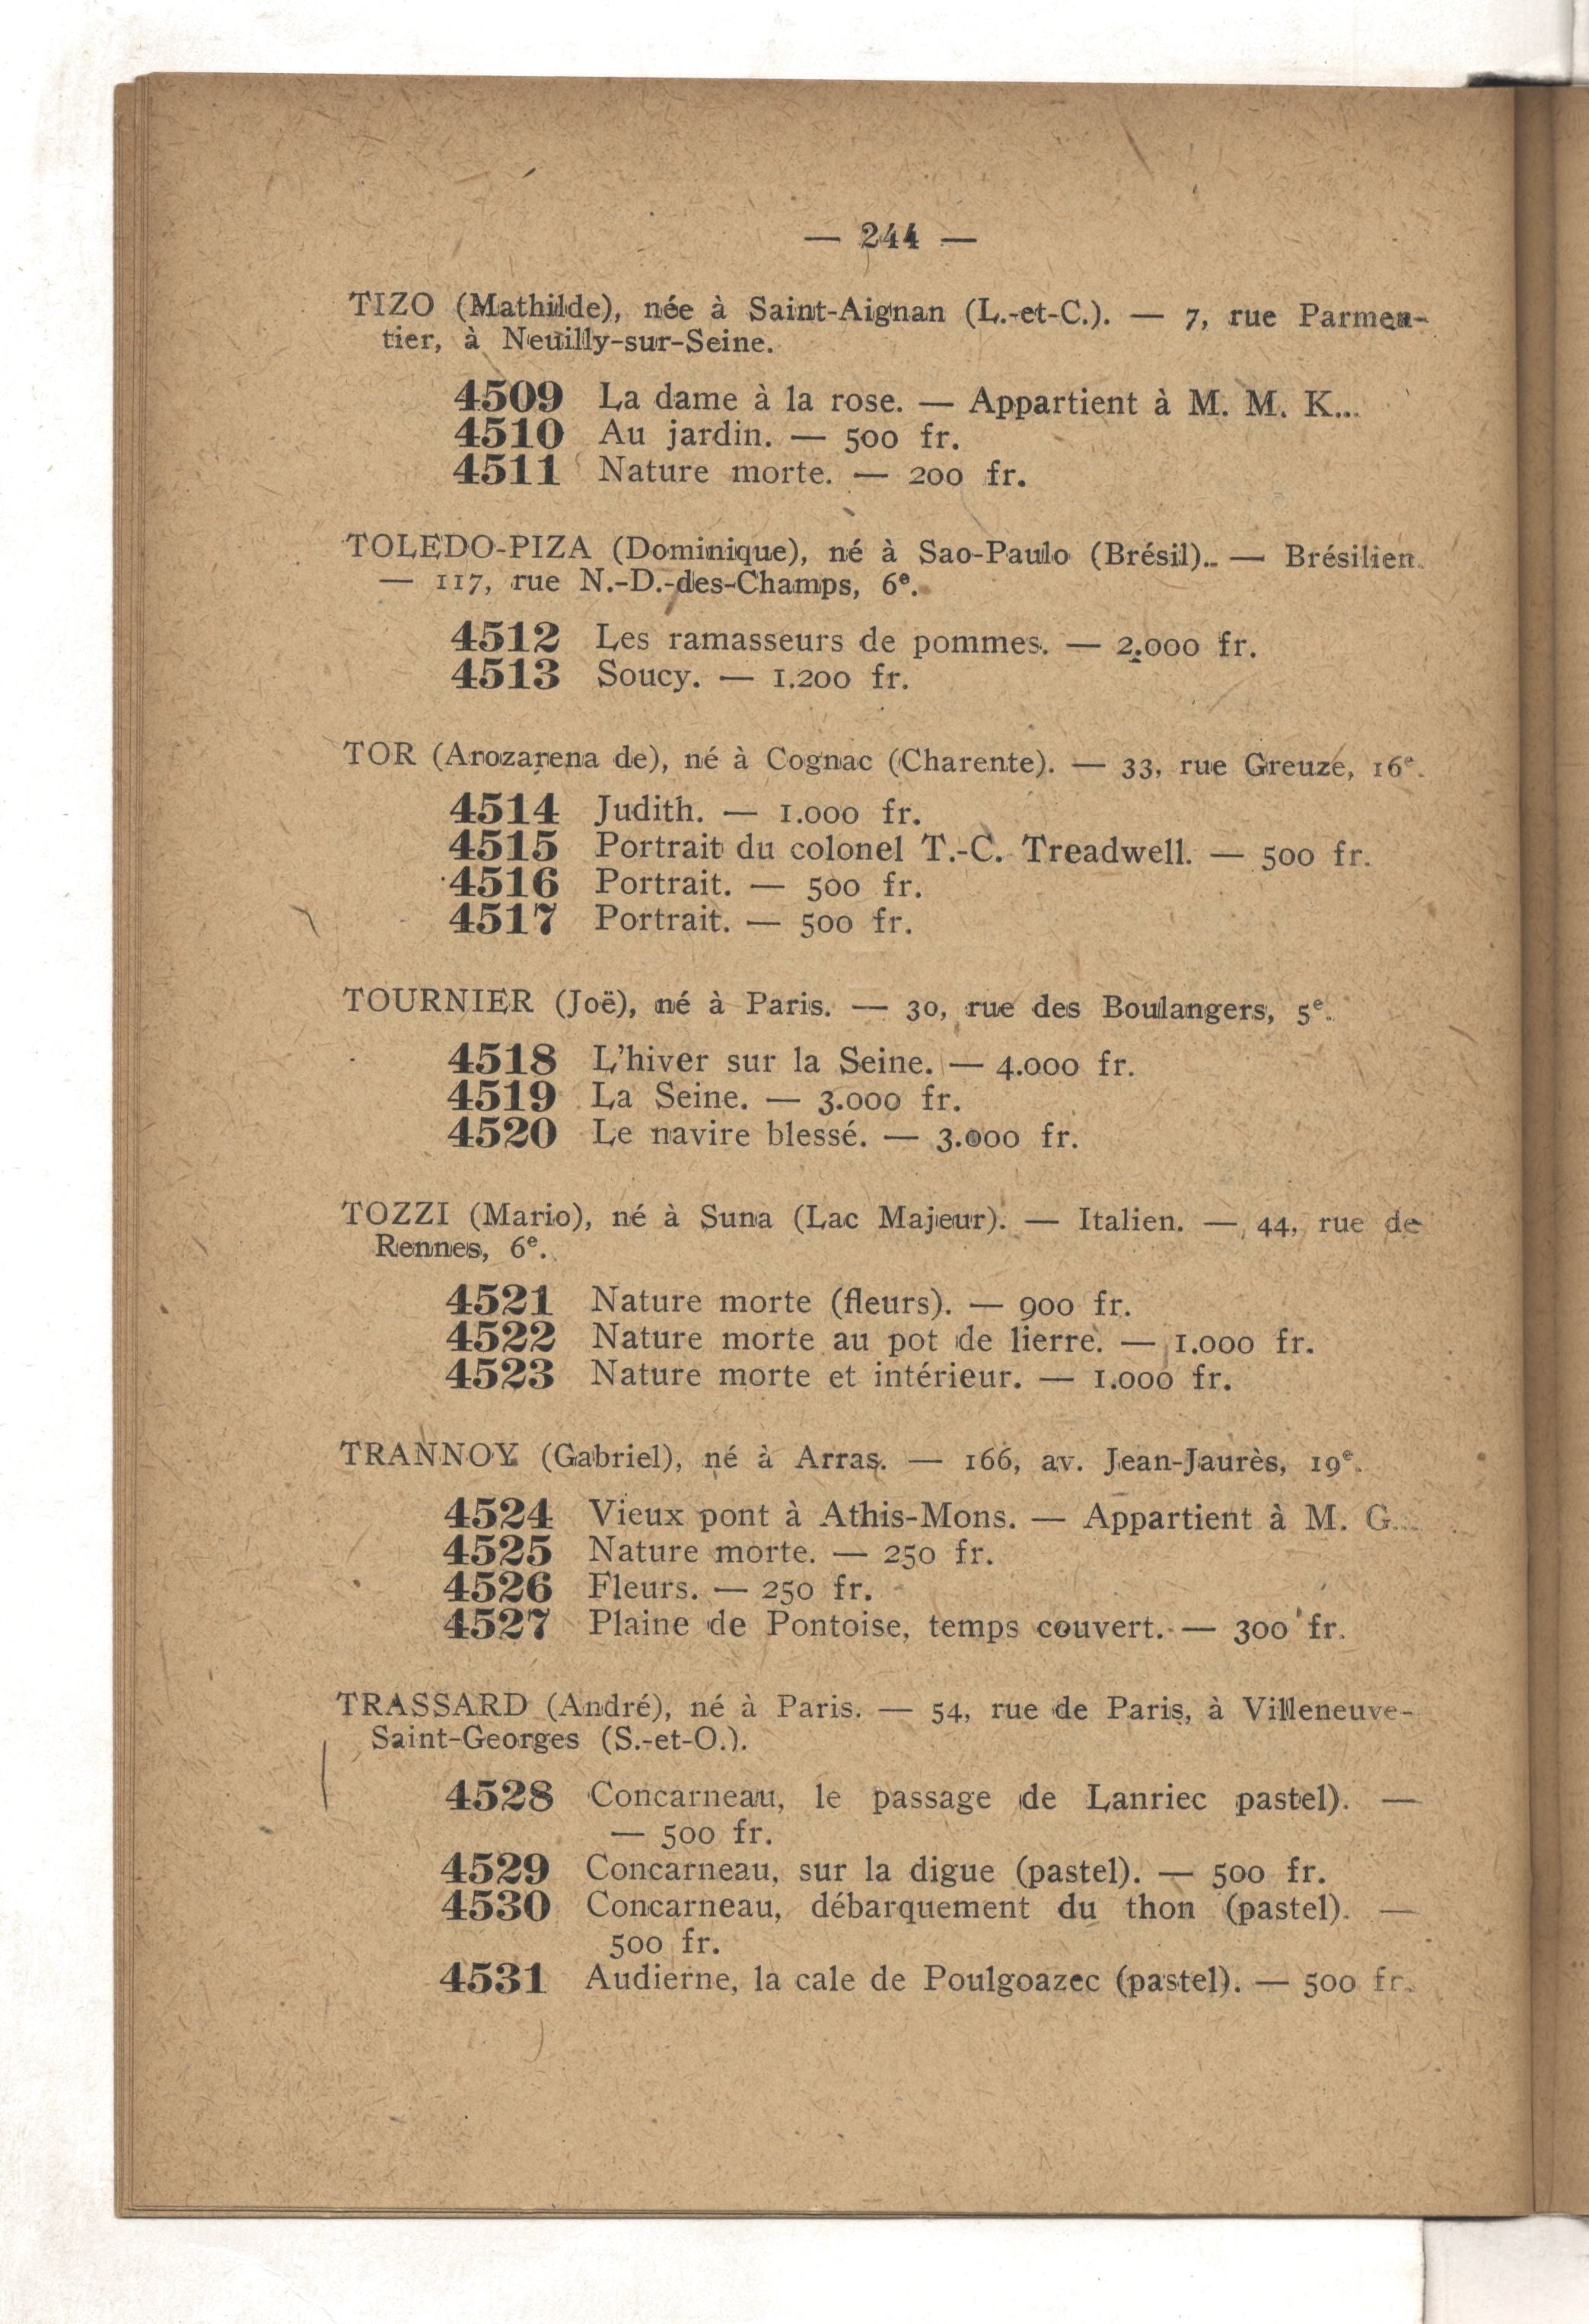 — 244 —
TIZO (Mathilde), née à Saint-Aignan (L.-et-C.). — 7, rue Parmen-
tier, à Neuilly-sur-Seine.
4509 La dame à la rose. — Appartient à M. M. K...
4510 Au jardin. — 500 fr.
4511 Nature morte. — 200 fr.
TOLEDO-PIZA (Dominique), né à Sao-Paulo (Brésil).. — Brésilien.
— 117, rue N.-D.-des-Champs, 6e.
4512 Les ramasseurs de pommes. — 2.000 fr.
4513 Soucy. — 1.200 fr.
TOR (Arozarena de), né à Cognac (Charente). — 33, rue Greuze, 16e.
4514 Judith. — 1.000 fr.
4515 Portrait du colonel T.-C. Treadwell. — 500 fr.
4516 Portrait. — 500 fr.
4517 Portrait. — 500 fr.
TOURNIER (Joë), né à Paris. — 30, rue des Boulangers, 5e.
4518 L'hiver sur la Seine. — 4.000 fr.
4519 La Seine. — 3.000 fr.
4520 Le navire blessé. — 3.000 fr.
TOZZI (Mario), né à Suna (Lac Majeur). — Italien. — 44, rue de
Rennes, 6e.
4521 Nature morte (fleurs). — 900 fr.
4522 Nature morte au pot de lierre. — 1.000 fr.
4523 Nature morte et intérieur. — 1.000 fr.
TRANNOY (Gabriel), né à Arras. — 166, av. Jean-Jaurès, 19e.
4524 Vieux pont à Athis-Mons. — Appartient à M. G...
4525 Nature morte. — 250 fr.
4526 Fleurs. — 250 fr.
4527 Plaine de Pontoise, temps couvert. — 300 fr.
TRASSARD (André), né à Paris. — 54, rue de Paris, à Villeneuve-
Saint-Georges (S.-et-O.).
4528 Concarneau, le passage de Lanriec pastel). —
— 500 fr.
4529 Concarneau, sur la digue (pastel). — 500 fr.
4530 Concarneau, débarquement du thon (pastel). —
500 fr.
4531 Audierne, la cale de Poulgoazec (pastel). — 500 fr.